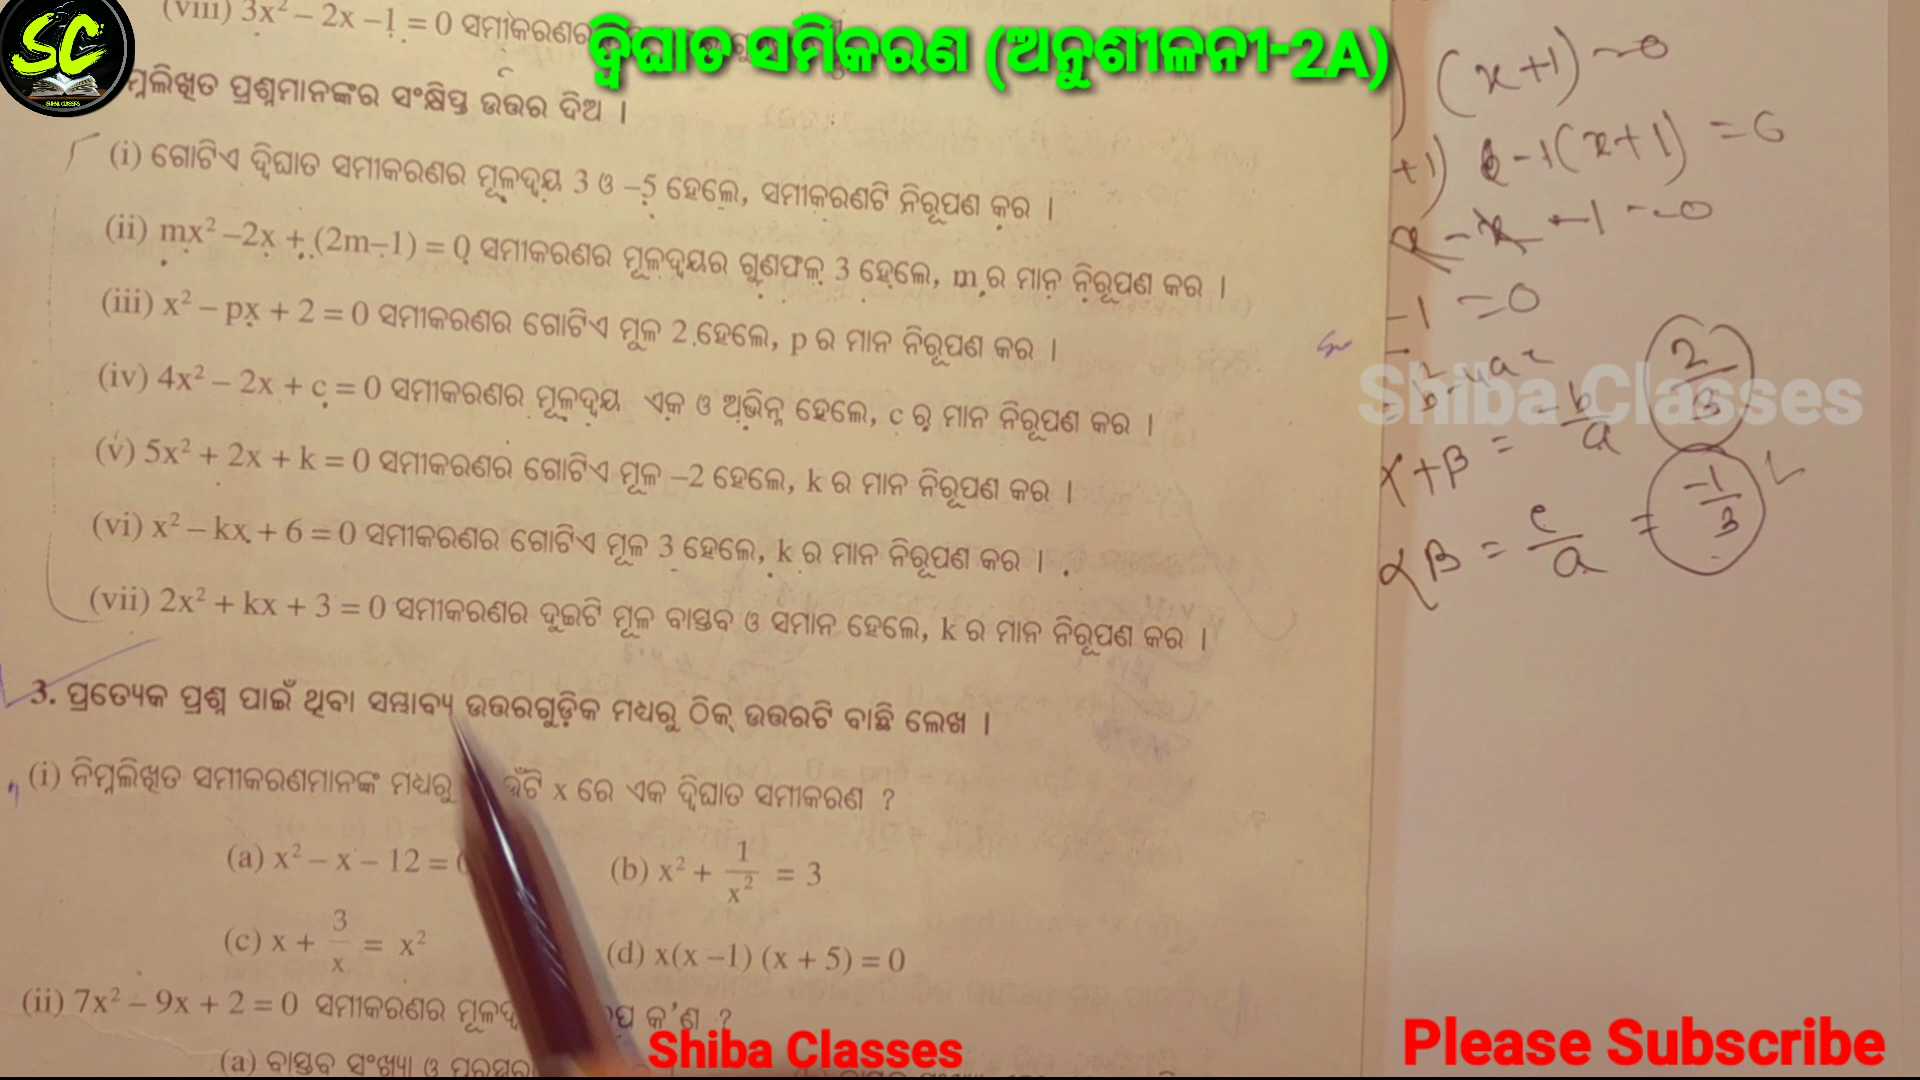 SC
SHIBA CLASSES
ଦ୍ୱିଘାତ ସମିକରଣ (ଅନୁଶୀଳନୀ-2A)
(viii) 3x² – 2x –1 = 0 ସମୀକରଣର
ନିମ୍ନଲିଖିତ ପ୍ରଶ୍ନମାନଙ୍କର ସଂକ୍ଷିପ୍ତ ଉତ୍ତର ଦିଅ ।
(i) ଗୋଟିଏ ଦ୍ୱିଘାତ ସମୀକରଣର ମୂଳଦ୍ୱୟ 3 ଓ –5 ହେଲେ, ସମୀକରଣଟି ନିରୂପଣ କର ।
(ii) mx² –2x + (2m–1) = 0 ସମୀକରଣର ମୂଳଦ୍ୱୟର ଗୁଣଫଳ 3 ହେଲେ, m ର ମାନ ନିରୂପଣ କର ।
(iii) x² – px + 2 = 0 ସମୀକରଣର ଗୋଟିଏ ମୂଳ 2 ହେଲେ, p ର ମାନ ନିରୂପଣ କର ।
(iv) 4x² – 2x + c = 0 ସମୀକରଣର ମୂଳଦ୍ୱୟ ଏକ ଓ ଅଭିନ୍ନ ହେଲେ, c ର ମାନ ନିରୂପଣ କର ।
(v) 5x² + 2x + k = 0 ସମୀକରଣର ଗୋଟିଏ ମୂଳ –2 ହେଲେ, k ର ମାନ ନିରୂପଣ କର ।
(vi) x² – kx + 6 = 0 ସମୀକରଣର ଗୋଟିଏ ମୂଳ 3 ହେଲେ, k ର ମାନ ନିରୂପଣ କର ।
(vii) 2x² + kx + 3 = 0 ସମୀକରଣର ଦୁଇଟି ମୂଳ ବାସ୍ତବ ଓ ସମାନ ହେଲେ, k ର ମାନ ନିରୂପଣ କର ।
3. ପ୍ରତ୍ୟେକ ପ୍ରଶ୍ନ ପାଇଁ ଥିବା ସମ୍ଭାବ୍ୟ ଉତ୍ତରଗୁଡ଼ିକ ମଧ୍ୟରୁ ଠିକ୍ ଉତ୍ତରଟି ବାଛି ଲେଖ ।
(i) ନିମ୍ନଲିଖିତ ସମୀକରଣମାନଙ୍କ ମଧ୍ୟରୁ x ରେ ଏକ ଦ୍ୱିଘାତ ସମୀକରଣ ?
(a) x² – x – 12 = 0 (b) x² + 1/x² = 3
(c) x + 3/x = x² (d) x(x –1) (x + 5) = 0
(ii) 7x² – 9x + 2 = 0 ସମୀକରଣର କ'ଣ ?
(a) ବାସ୍ତବ ସଂଖ୍ୟା ଓ
(x+1) = 0
+1) -1(x+1) = 0
-1 = 0
Shiba Classes
α+β = -b/a 2/3
αβ = c/a = -1/3
Shiba Classes
Please Subscribe